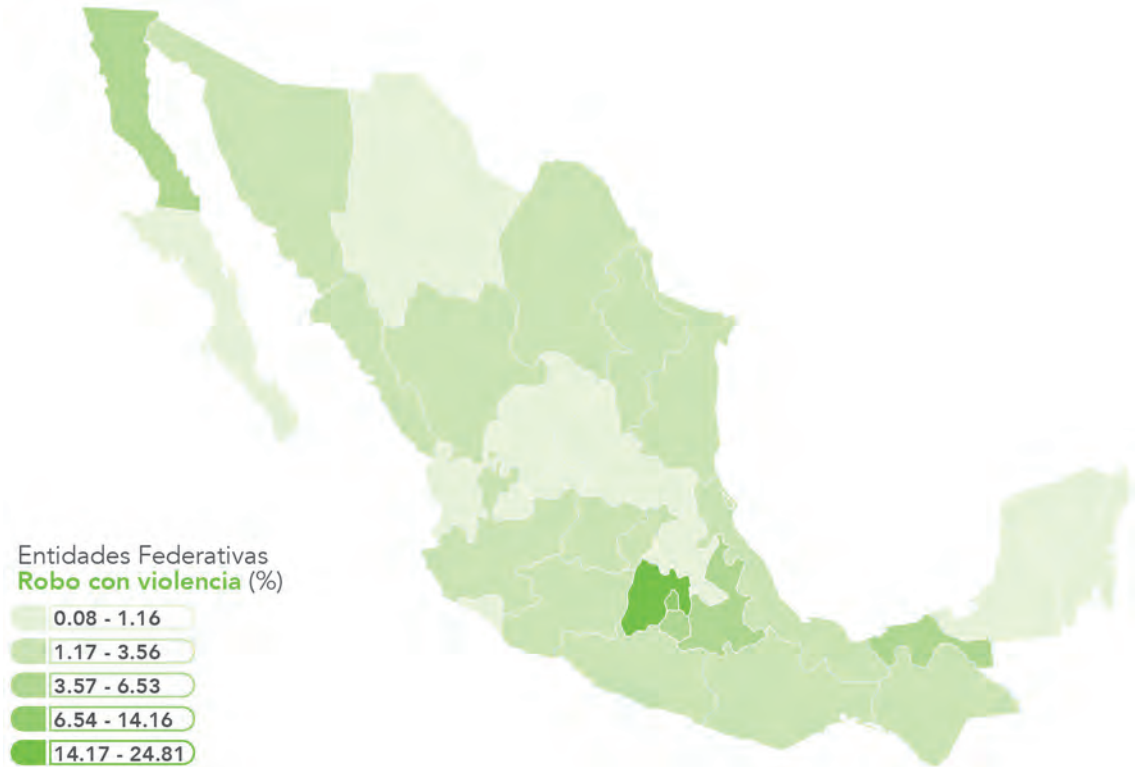 Entidades Federativas
Robo con violencia (%)
0.08 - 1.16
1.17 - 3.56
3.57 - 6.53
6.54 - 14.16
14.17 - 24.81